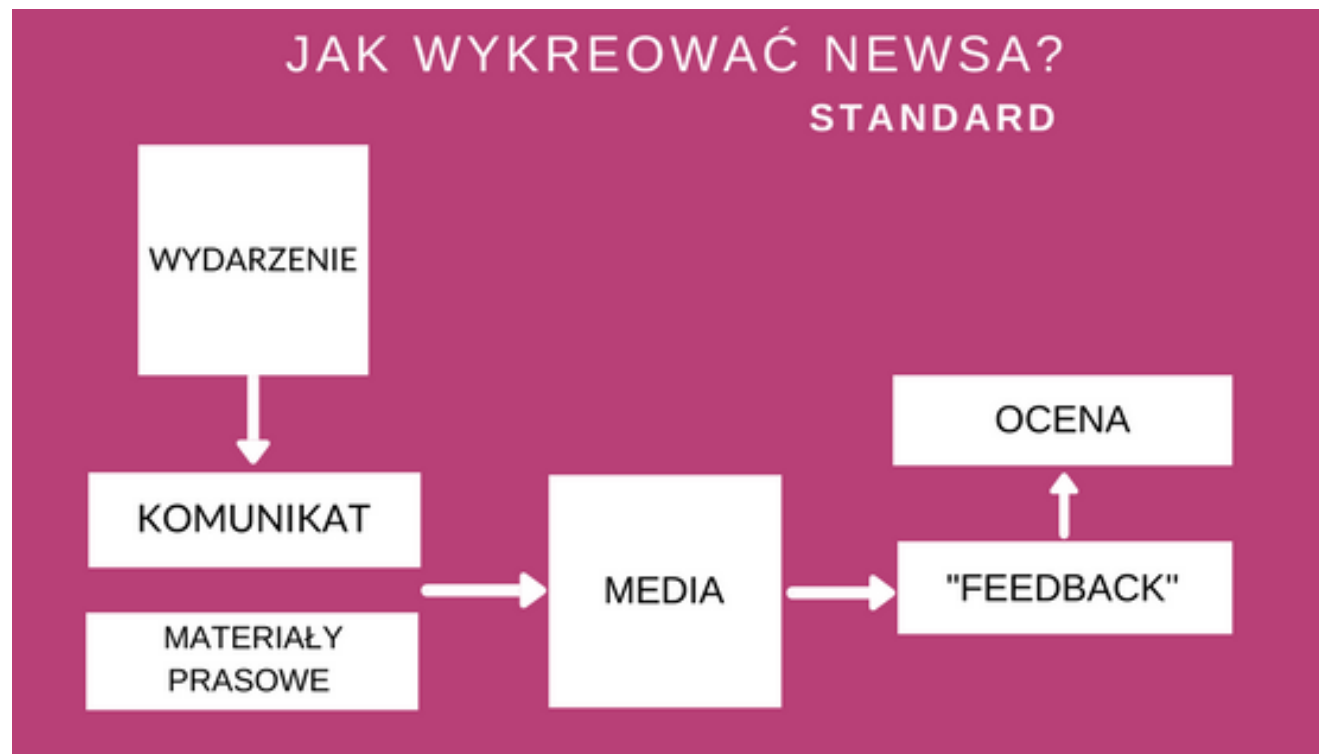 JAK WYKREOWAĆ NEWSA?
STANDARD
WYDARZENIE
KOMUNIKAT
MATERIAŁY
PRASOWE
MEDIA
"FEEDBACK"
OCENA